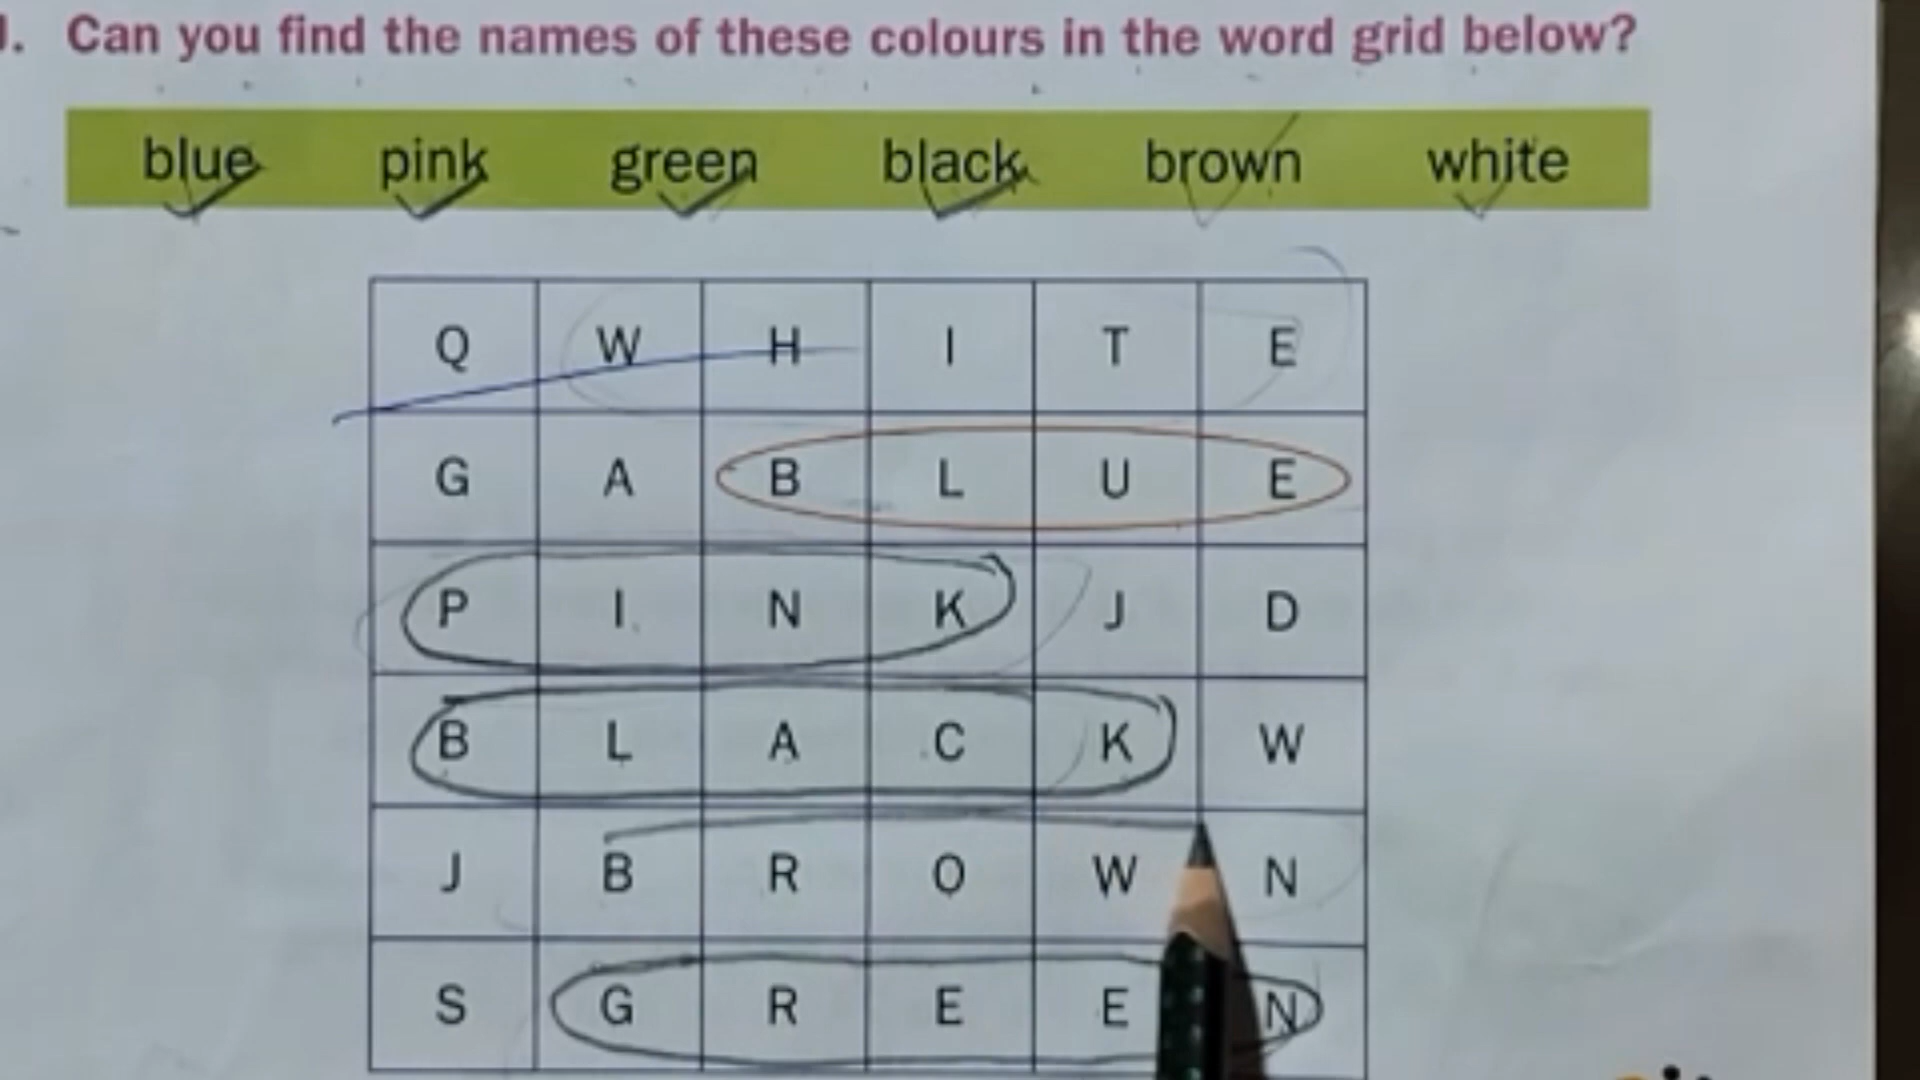 . Can you find the names of these colours in the word grid below?
blue pink green black brown white
Q W H I T E
G A B L U E
P I N K J D
B L A C K W
J B R O W N
S G R E E N